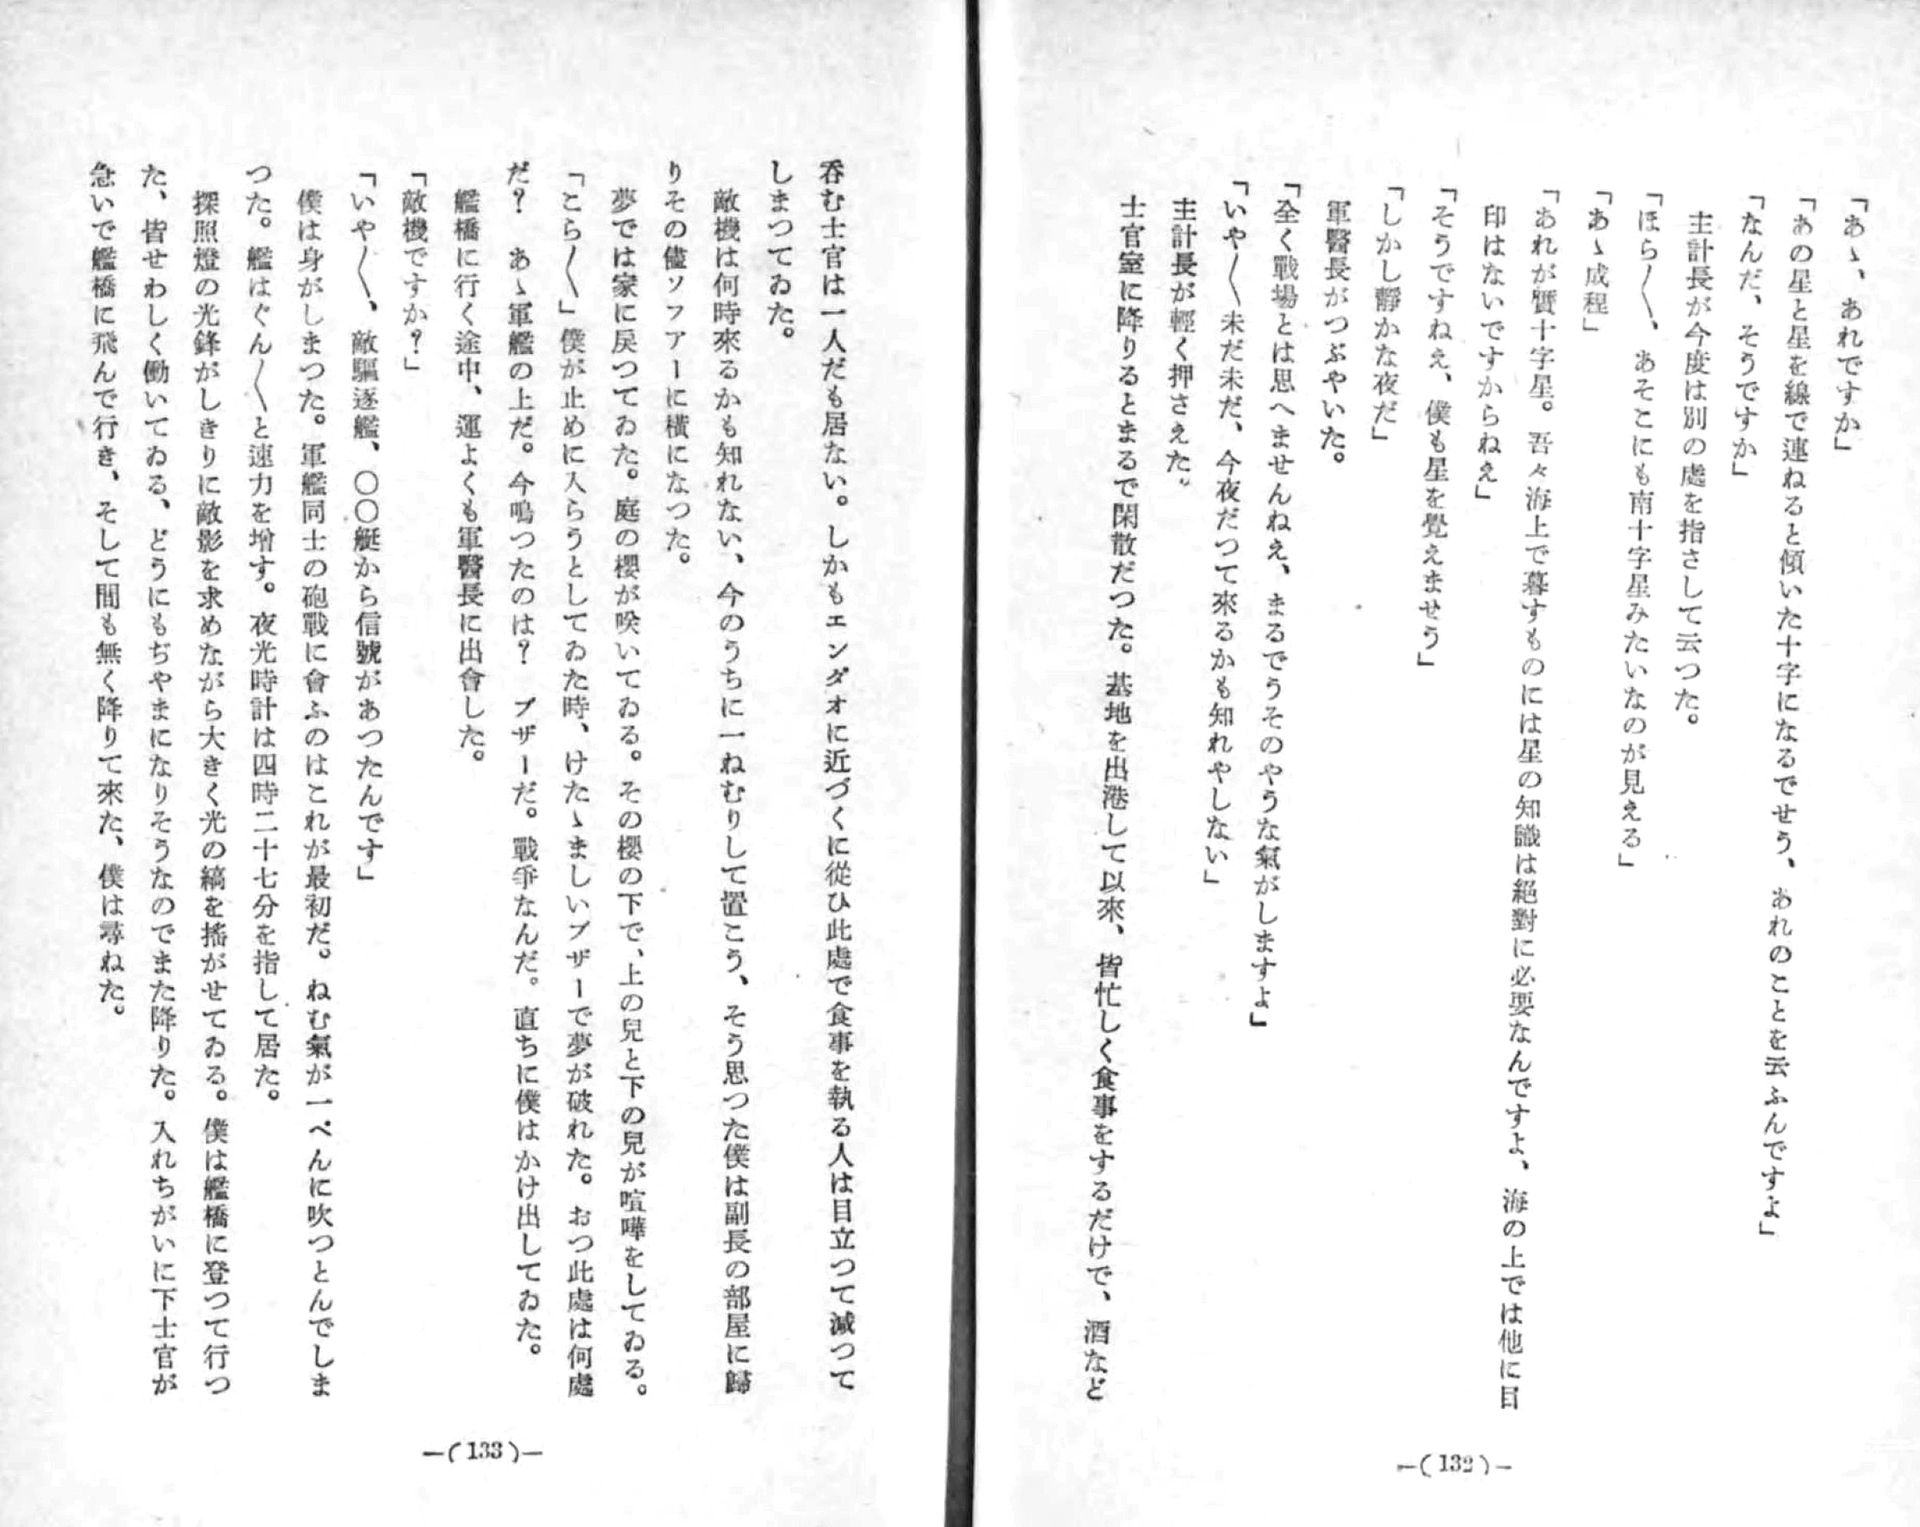 「あゝ、あれですか」
「あの星と星を線で連ねると傾いた十字になるでせう、あれのことを云ふんですよ」
「なんだ、そうですか」
主計長が今度は別の處を指さして云つた。
「ほら〳〵、あそこにも南十字星みたいなのが見える」
「あゝ成程」
「あれが贋十字星。吾々海上で暮すものには星の知識は絕對に必要なんですよ、海の上では他に目
印はないですからねえ」
「そうですねえ、僕も星を覺えませう」
「しかし靜かな夜だ」
軍醫長がつぶやいた。
「全く戰場とは思へませんねえ、まるでうそのやうな氣がしますよ」
「いや〳〵未だ未だ、今夜だつて來るかも知れやしない」
主計長が輕く押さえた。
士官室に降りるとまるで閑散だつた。基地を出港して以來、皆忙しく食事をするだけで、酒など
―(132)―
呑む士官は一人だも居ない。しかもエンダオに近づくに從ひ此處で食事を執る人は目立つて減つて
しまつてゐた。
敵機は何時來るかも知れない、今のうちに一ねむりして置こう、そう思つた僕は副長の部屋に歸
りその儘ソフアーに橫になつた。
夢では家に戾つてゐた。庭の櫻が咲いてゐる。その櫻の下で、上の兒と下の兒が喧嘩をしてゐる。
「こら〳〵」僕が止めに入らうとしてゐた時、けたゝましいブザーで夢が破れた。おつ此處は何處
だ？　あゝ軍艦の上だ。今鳴つたのは？　ブザーだ。戰爭なんだ。直ちに僕はかけ出してゐた。
艦橋に行く途中、運よくも軍醫長に出會した。
「敵機ですか？」
「いや〳〵、敵驅逐艦、〇〇艇から信號があつたんです」
僕は身がしまつた。軍艦同士の砲戰に會ふのはこれが最初だ。ねむ氣が一ぺんに吹つとんでしま
つた。艦はぐん〳〵と速力を增す。夜光時計は四時二十七分を指して居た。
探照燈の光鋒がしきりに敵影を求めながら大きく光の縞を搖がせてゐる。僕は艦橋に登つて行つ
た、皆せわしく働いてゐる、どうにもぢやまになりそうなのでまた降りた。入れちがいに下士官が
急いで艦橋に飛んで行き、そして間も無く降りて來た、僕は尋ねた。
―(133)―